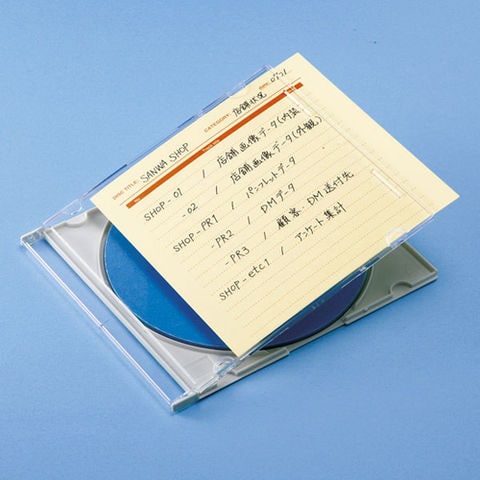 DISC TITLE: SANWA SHOP CATEGORY: 店舗状況
SHOP-01 / 店舗画像データ(内装)
-02 / 店舗画像データ(外観)
SHOP-PR1 / パンフレットデータ
-PR2 / DMデータ
-PR3 / 顧客・DM送付先
SHOP-etc1 / アンケート集計